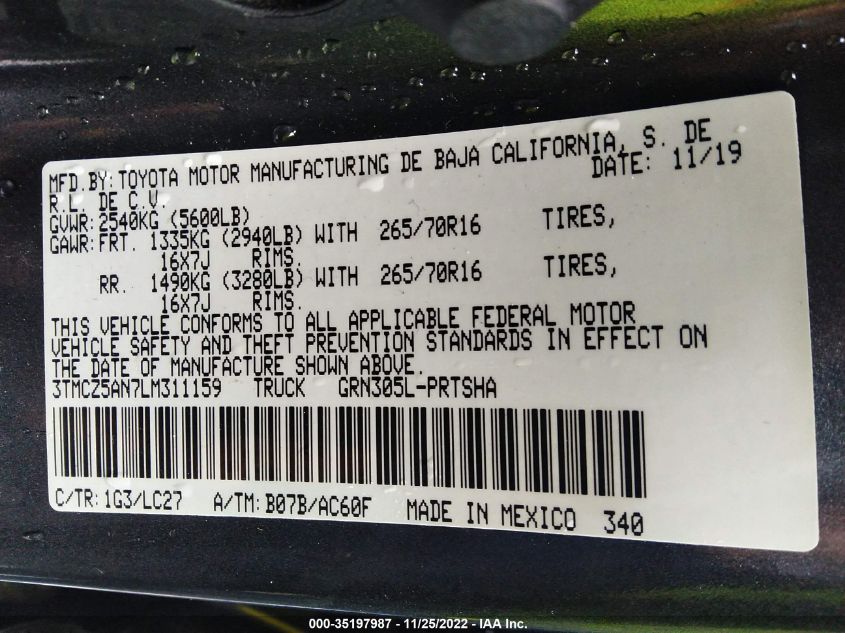 MFD.BY: TOYOTA MOTOR MANUFACTURING DE BAJA CALIFORNIA, S. DE
R.L. DE C.V. DATE: 11/19
GVWR: 2540KG (5600LB)
GAWR: FRT. 1335KG (2940LB) WITH 265/70R16 TIRES,
16X7J RIMS.
RR. 1490KG (3280LB) WITH 265/70R16 TIRES,
16X7J RIMS.
THIS VEHICLE CONFORMS TO ALL APPLICABLE FEDERAL MOTOR
VEHICLE SAFETY AND THEFT PREVENTION STANDARDS IN EFFECT ON
THE DATE OF MANUFACTURE SHOWN ABOVE.
3TMCZ5AN7LM311159 TRUCK GRN305L-PRTSHA
C/TR: 1G3/LC27 A/TM: B07B/AC60F MADE IN MEXICO 340
000-35197987 - 11/25/2022 - IAA Inc.